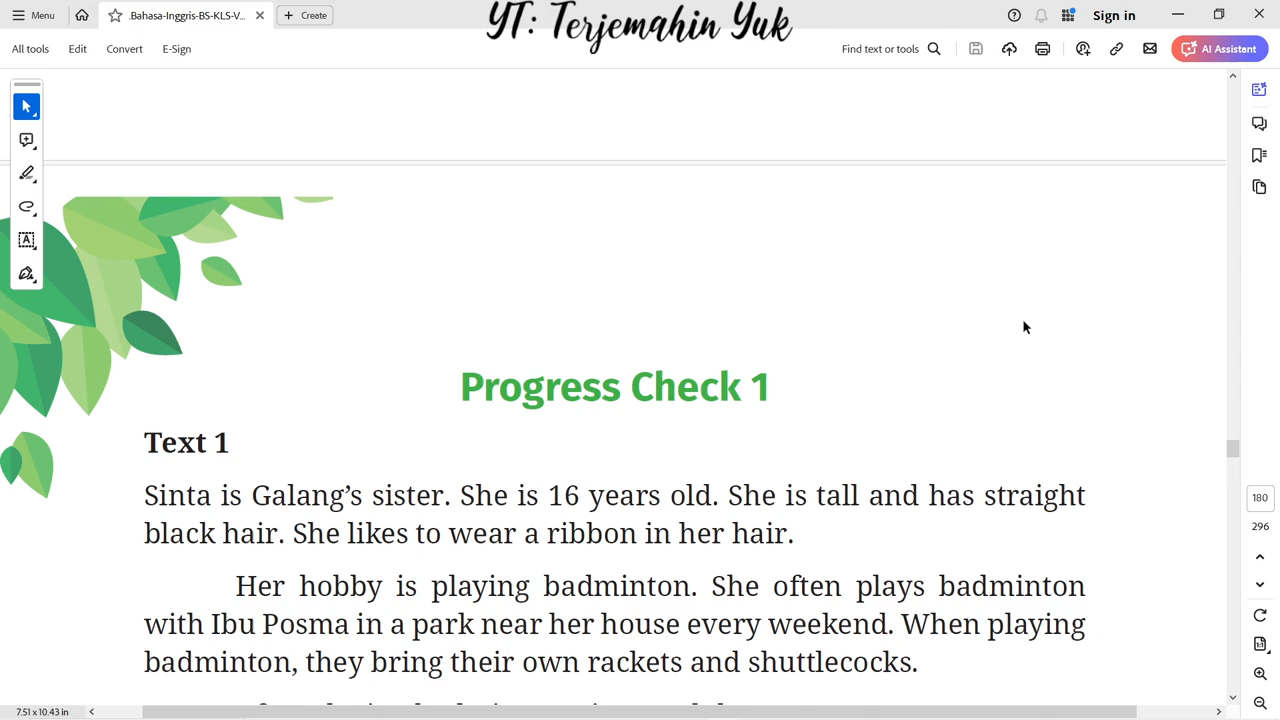 Menu
.Bahasa-Inggris-BS-KLS-V...
Create
YT: Terjemahin Yuk
Sign in
All tools
Edit
Convert
E-Sign
Find text or tools
AI Assistant
Progress Check 1
Text 1
Sinta is Galang’s sister. She is 16 years old. She is tall and has straight
black hair. She likes to wear a ribbon in her hair.
Her hobby is playing badminton. She often plays badminton
with Ibu Posma in a park near her house every weekend. When playing
badminton, they bring their own rackets and shuttlecocks.
180
296
7.51 x 10.43 in